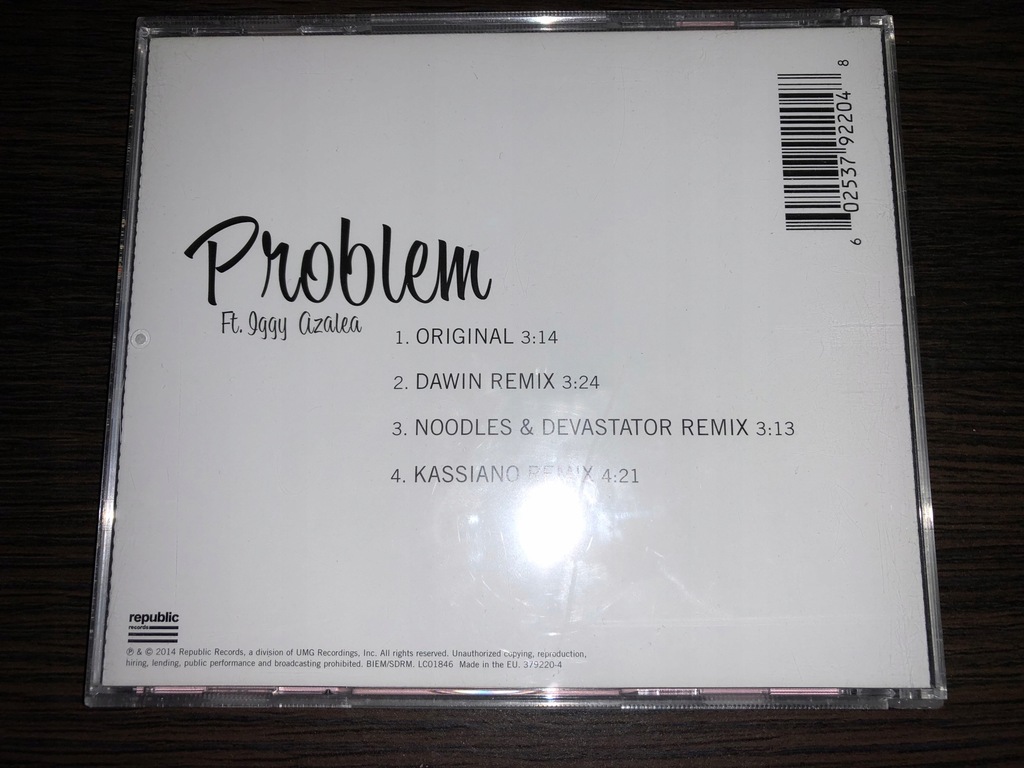 6 02537 92204 8
Problem
Ft. Iggy Azalea
1. ORIGINAL 3:14
2. DAWIN REMIX 3:24
3. NOODLES & DEVASTATOR REMIX 3:13
4. KASSIANO REMIX 4:21
republic
records
℗ & © 2014 Republic Records, a division of UMG Recordings, Inc. All rights reserved. Unauthorized copying, reproduction,
hiring, lending, public performance and broadcasting prohibited. BIEM/SDRM. LC01846 Made in the EU. 379220-4